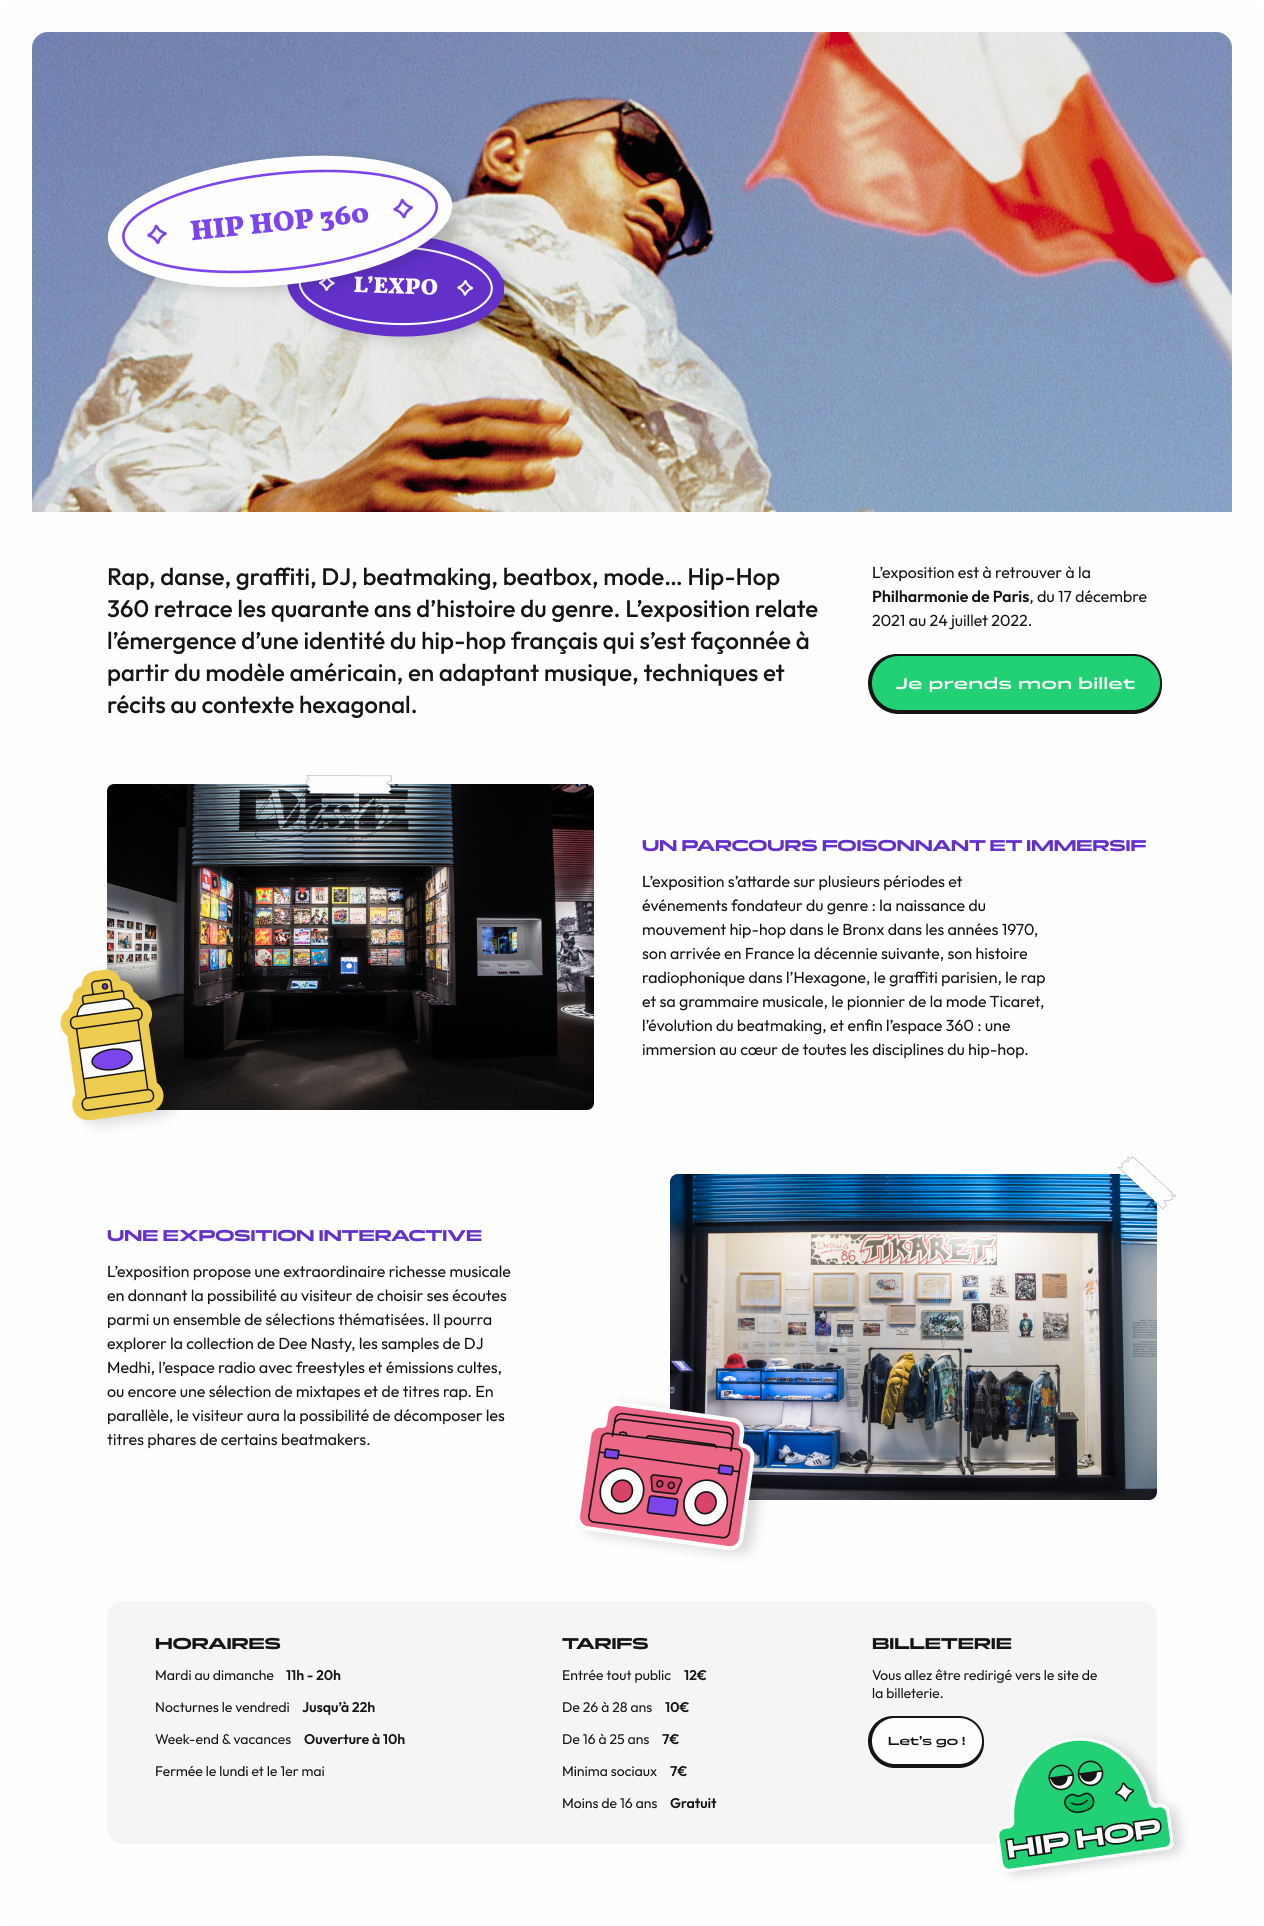 HIP HOP 360
L’EXPO
Rap, danse, graffiti, DJ, beatmaking, beatbox, mode... Hip-Hop
360 retrace les quarante ans d’histoire du genre. L’exposition relate
l’émergence d’une identité du hip-hop français qui s’est façonnée à
partir du modèle américain, en adaptant musique, techniques et
récits au contexte hexagonal.
L’exposition est à retrouver à la
Philharmonie de Paris, du 17 décembre
2021 au 24 juillet 2022.
Je prends mon billet
UN PARCOURS FOISONNANT ET IMMERSIF
L’exposition s’attarde sur plusieurs périodes et
événements fondateur du genre : la naissance du
mouvement hip-hop dans le Bronx dans les années 1970,
son arrivée en France la décennie suivante, son histoire
radiophonique dans l’Hexagone, le graffiti parisien, le rap
et sa grammaire musicale, le pionnier de la mode Ticaret,
l’évolution du beatmaking, et enfin l’espace 360 : une
immersion au cœur de toutes les disciplines du hip-hop.
UNE EXPOSITION INTERACTIVE
L’exposition propose une extraordinaire richesse musicale
en donnant la possibilité au visiteur de choisir ses écoutes
parmi un ensemble de sélections thématisées. Il pourra
explorer la collection de Dee Nasty, les samples de DJ
Medhi, l’espace radio avec freestyles et émissions cultes,
ou encore une sélection de mixtapes et de titres rap. En
parallèle, le visiteur aura la possibilité de décomposer les
titres phares de certains beatmakers.
Depuis
86
TIKARET
HORAIRES
Mardi au dimanche 11h - 20h
Nocturnes le vendredi Jusqu’à 22h
Week-end & vacances Ouverture à 10h
Fermée le lundi et le 1er mai
TARIFS
Entrée tout public 12€
De 26 à 28 ans 10€
De 16 à 25 ans 7€
Minima sociaux 7€
Moins de 16 ans Gratuit
BILLETERIE
Vous allez être redirigé vers le site de
la billeterie.
Let’s go !
HIP HOP